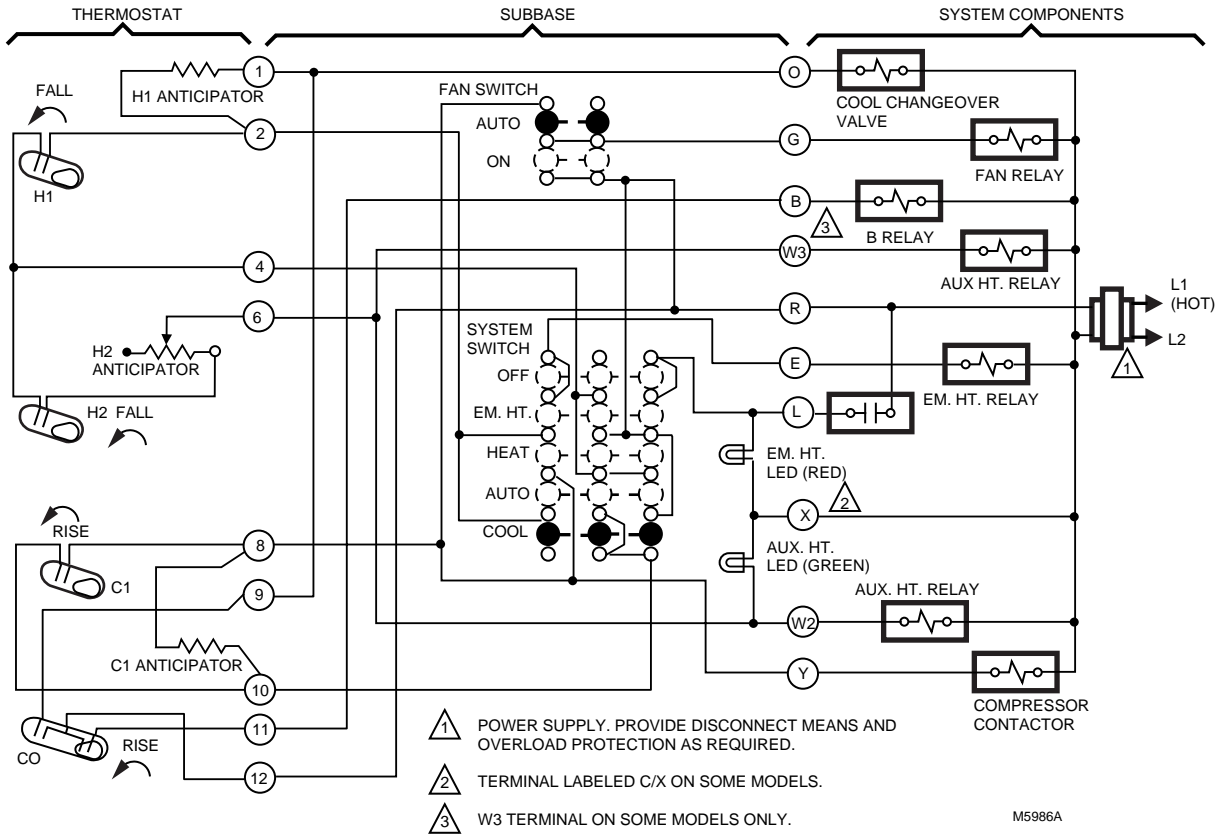 THERMOSTAT
SUBBASE
SYSTEM COMPONENTS
1
H1 ANTICIPATOR
FALL
2
H1
4
6
H2
ANTICIPATOR
H2 FALL
RISE
8
C1
9
C1 ANTICIPATOR
10
11
CO
RISE
12
FAN SWITCH
AUTO
ON
SYSTEM
SWITCH
OFF
EM. HT.
HEAT
AUTO
COOL
O
COOL CHANGEOVER
VALVE
G
FAN RELAY
B
3
B RELAY
W3
AUX HT. RELAY
R
L1
(HOT)
L2
1
E
EM. HT. RELAY
L
EM. HT.
LED (RED)
2
X
AUX. HT.
LED (GREEN)
AUX. HT. RELAY
W2
Y
COMPRESSOR
CONTACTOR
1 POWER SUPPLY. PROVIDE DISCONNECT MEANS AND
OVERLOAD PROTECTION AS REQUIRED.
2 TERMINAL LABELED C/X ON SOME MODELS.
3 W3 TERMINAL ON SOME MODELS ONLY.
M5986A